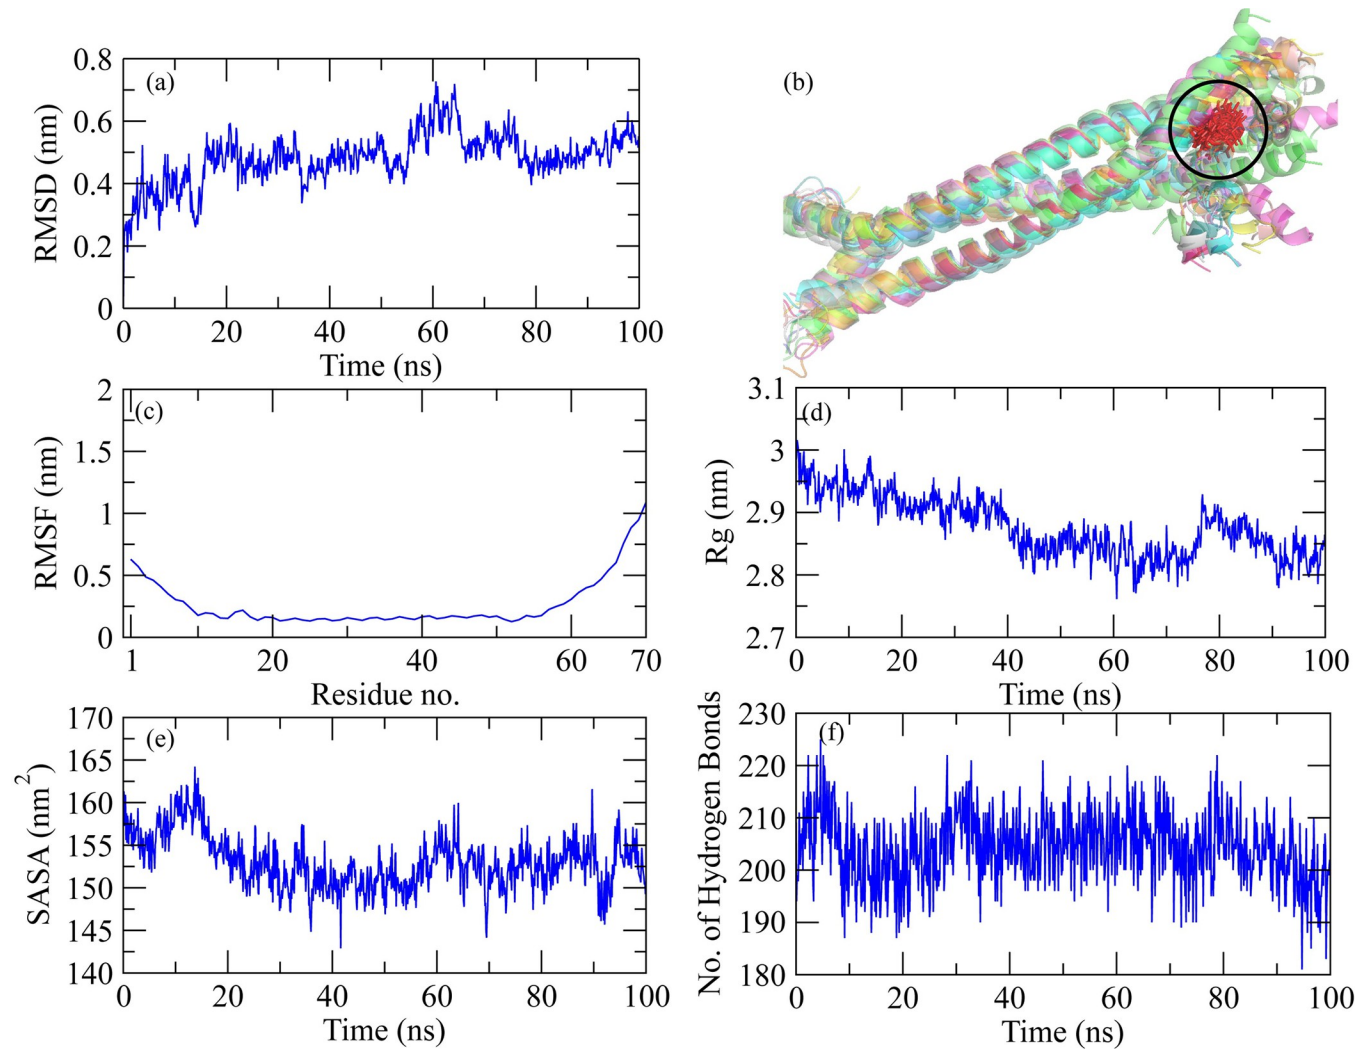 (a)
RMSD (nm)
0.8
0.6
0.4
0.2
0
0 20 40 60 80 100
Time (ns)
(b)
(c)
RMSF (nm)
2
1.5
1
0.5
0
1 20 40 60 70
Residue no.
(d)
Rg (nm)
3.1
3
2.9
2.8
2.7
0 20 40 60 80 100
Time (ns)
(e)
SASA (nm²)
170
165
160
155
150
145
140
0 20 40 60 80 100
Time (ns)
(f)
No. of Hydrogen Bonds
230
220
210
200
190
180
0 20 40 60 80 100
Time (ns)